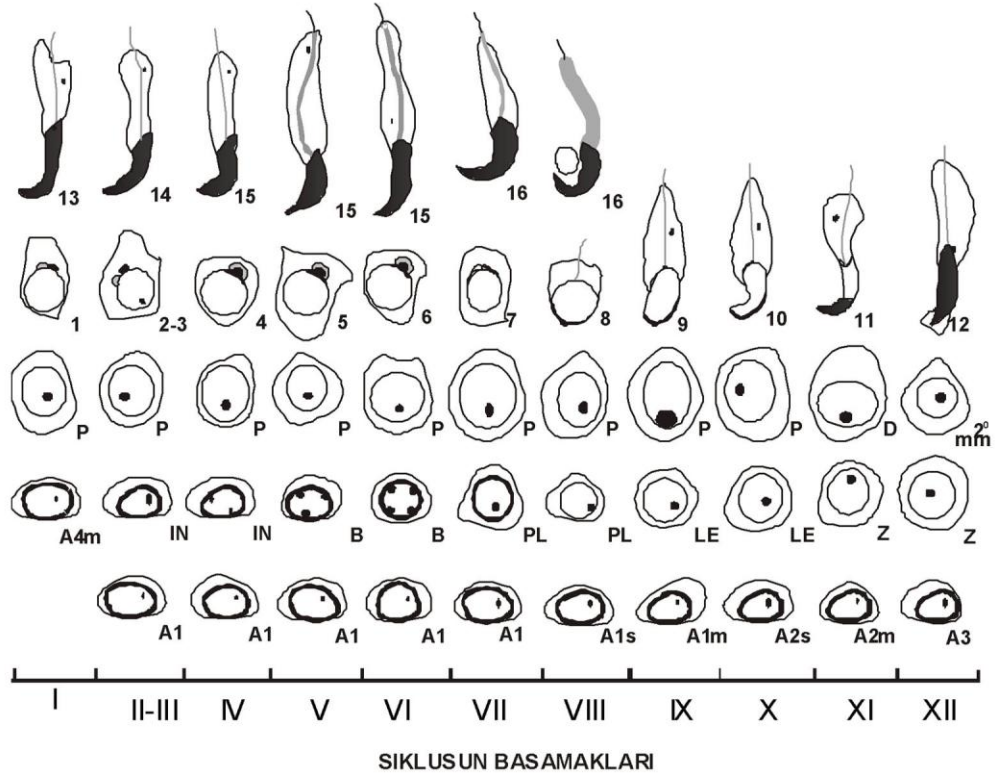 13 14 15 15 15 16 16
1 2-3 4 5 6 7 8 9 10 11 12
P P P P P P P P P D 2º
mm
A4m IN IN B B PL PL LE LE Z Z
A1 A1 A1 A1 A1 A1s A1m A2s A2m A3
I II-III IV V VI VII VIII IX X XI XII
SIKLUSUN BASAMAKLARI